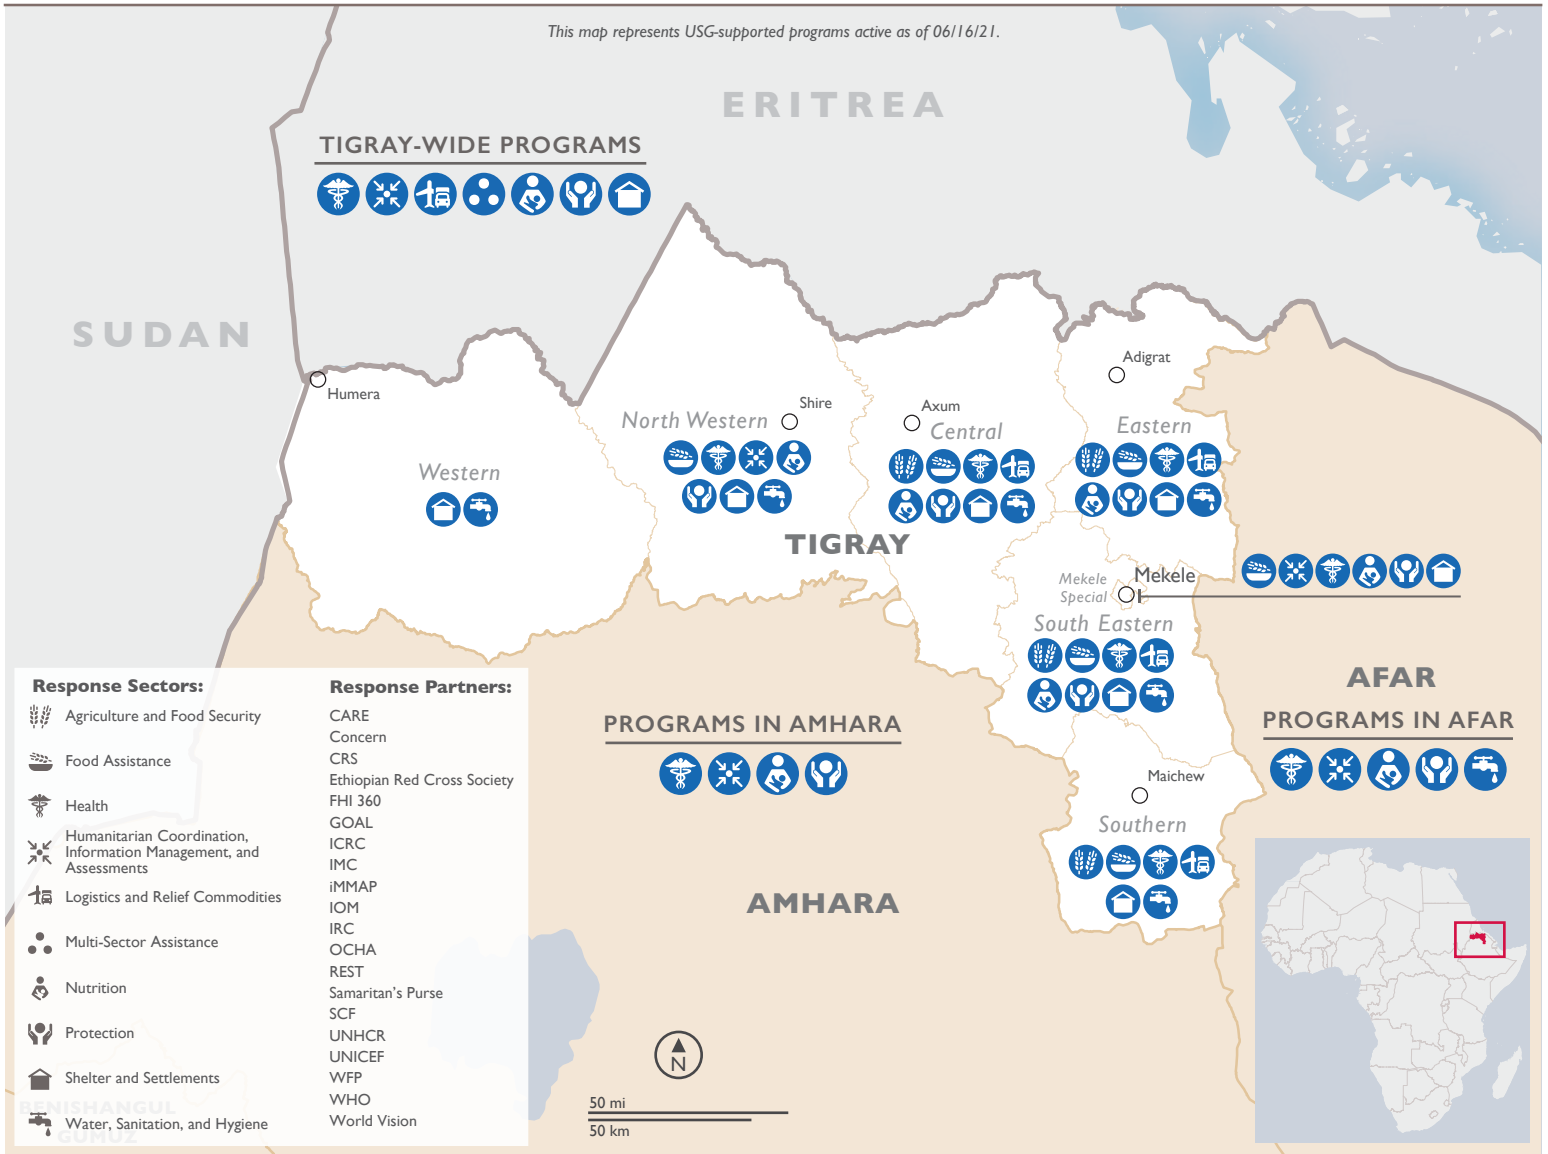 This map represents USG-supported programs active as of 06/16/21.
ERITREA
TIGRAY-WIDE PROGRAMS
SUDAN
Humera
Adigrat
Shire
Axum
North Western
Central
Eastern
Western
TIGRAY
Mekele
Special
Mekele
South Eastern
AFAR
PROGRAMS IN AFAR
PROGRAMS IN AMHARA
Maichew
Southern
AMHARA
Response Sectors:
Agriculture and Food Security
Food Assistance
Health
Humanitarian Coordination,
Information Management, and
Assessments
Logistics and Relief Commodities
Multi-Sector Assistance
Nutrition
Protection
Shelter and Settlements
Water, Sanitation, and Hygiene
Response Partners:
CARE
Concern
CRS
Ethiopian Red Cross Society
FHI 360
GOAL
ICRC
IMC
iMMAP
IOM
IRC
OCHA
REST
Samaritan's Purse
SCF
UNHCR
UNICEF
WFP
WHO
World Vision
BENISHANGUL
GUMUZ
N
50 mi
50 km